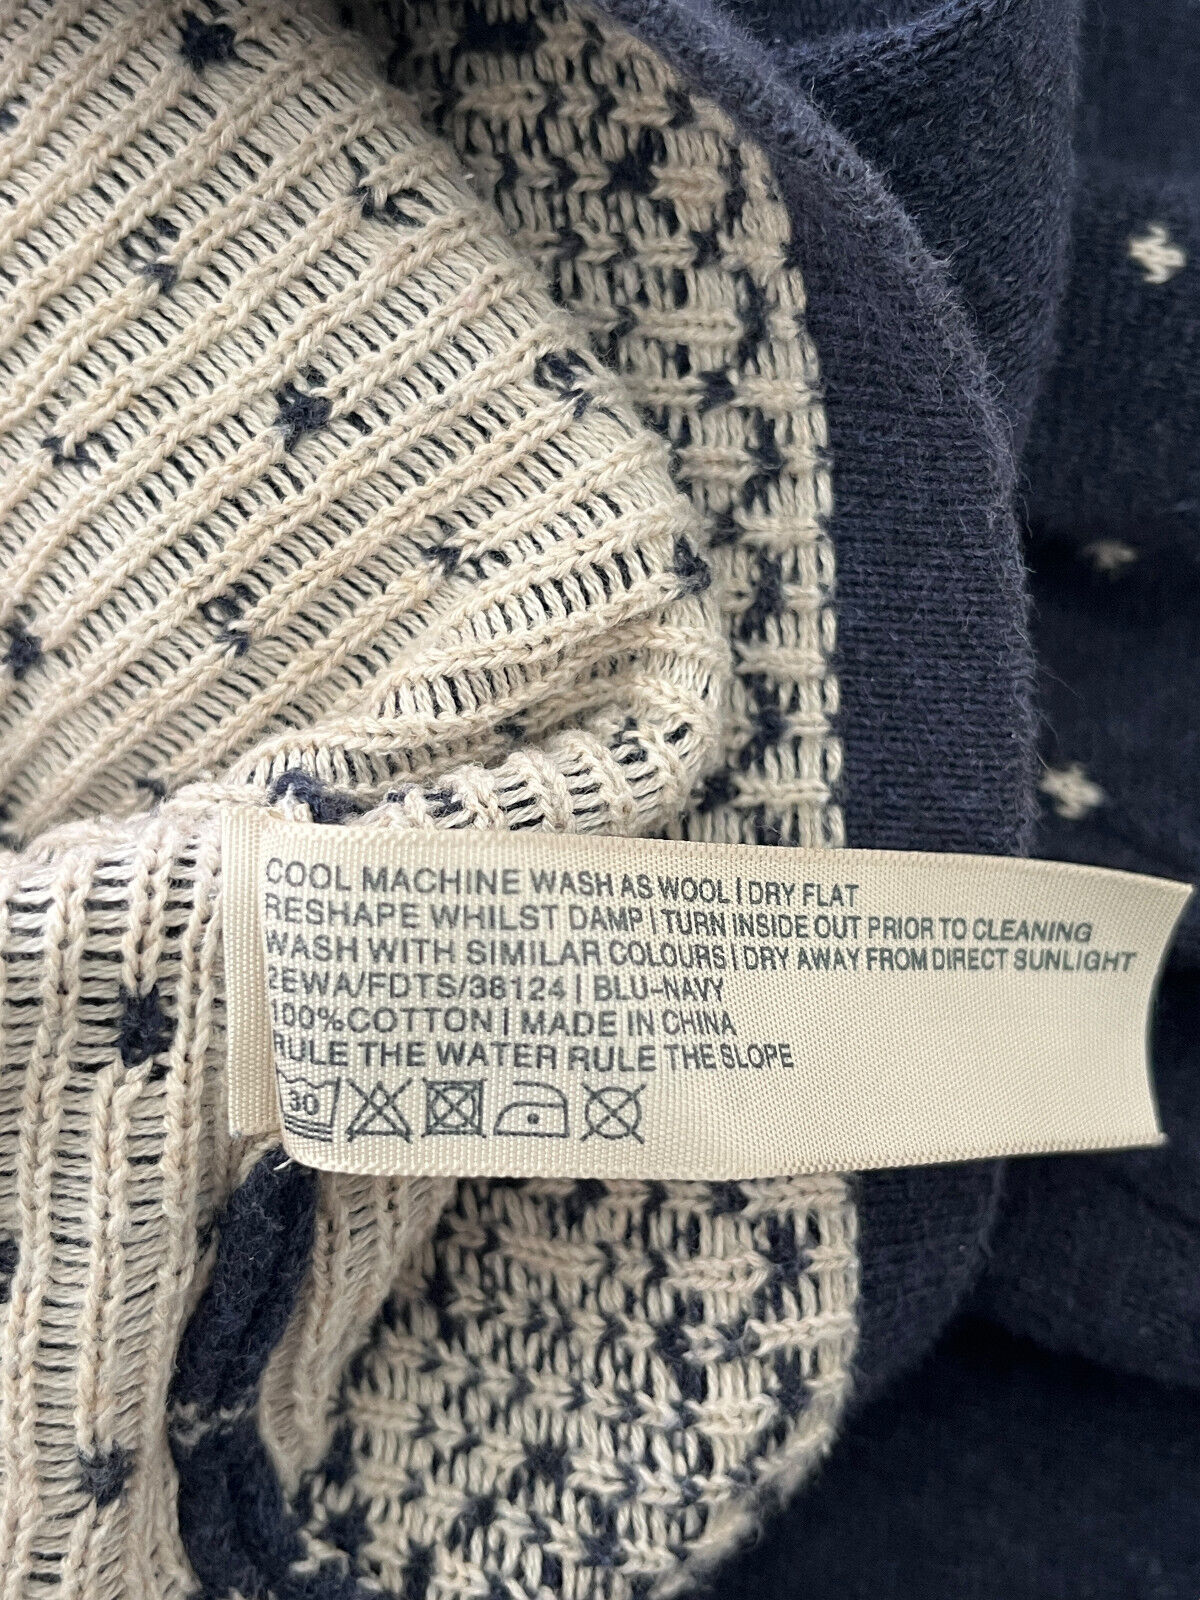 COOL MACHINE WASH AS WOOL | DRY FLAT
RESHAPE WHILST DAMP | TURN INSIDE OUT PRIOR TO CLEANING
WASH WITH SIMILAR COLOURS | DRY AWAY FROM DIRECT SUNLIGHT
2EWA/FDTS/38124 | BLU-NAVY
100%COTTON | MADE IN CHINA
RULE THE WATER RULE THE SLOPE
30